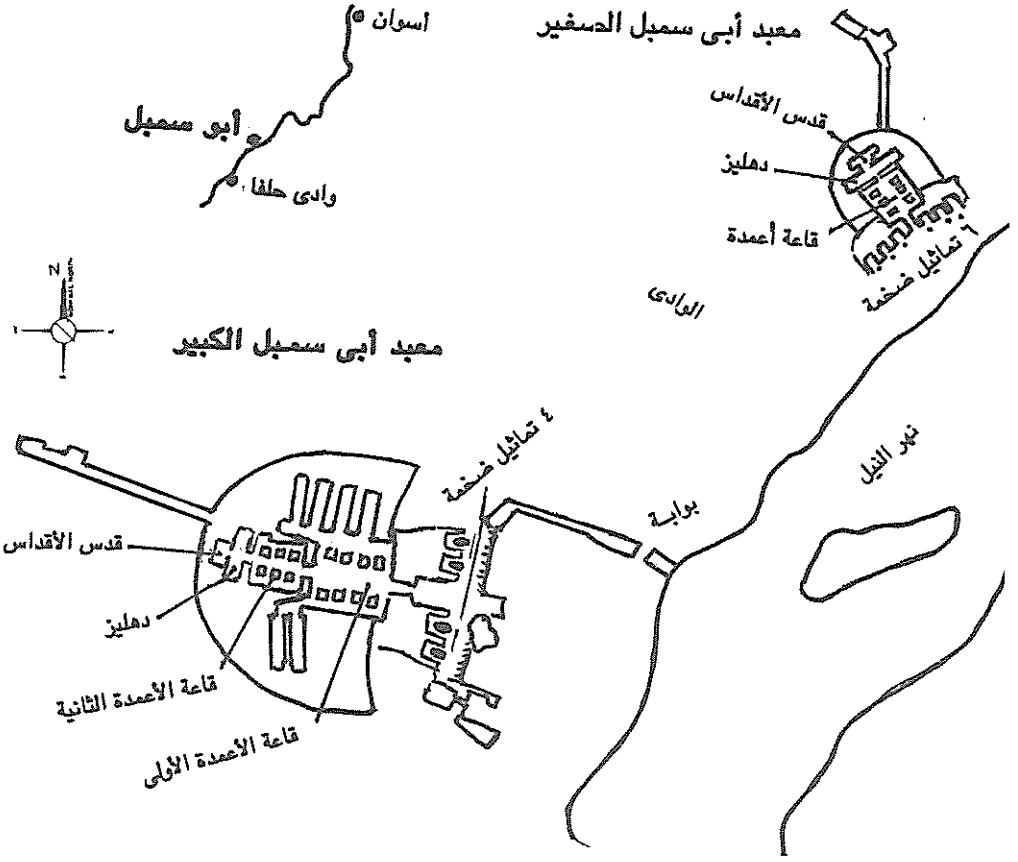 أسوان
أبو سمبل
وادى حلفا
معبد أبى سمبل الصغير
قدس الأقداس
دهليز
قاعة أعمدة
٦ تماثيل ضخمة
الوادى
N
معبد أبى سمبل الكبير
٤ تماثيل ضخمة
نهر النيل
بوابة
قدس الأقداس
دهليز
قاعة الأعمدة الثانية
قاعة الأعمدة الأولى